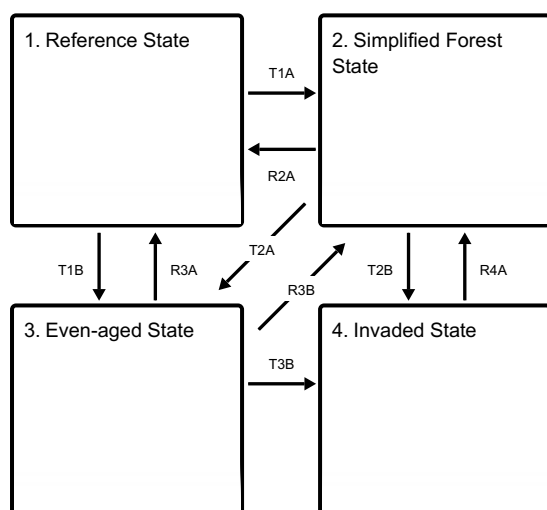 1. Reference State
2. Simplified Forest
State
T1A
R2A
T2A
T1B
R3A
R3B
T2B
R4A
3. Even-aged State
4. Invaded State
T3B